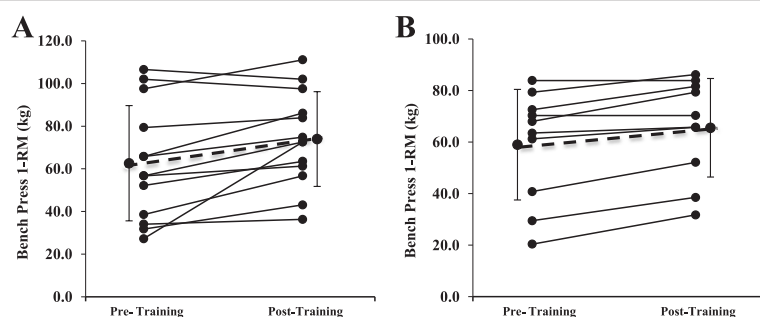 A
120.0
100.0
80.0
60.0
40.0
20.0
0.0
Bench Press 1-RM (kg)
Pre- Training
Post-Training
B
100.0
80.0
60.0
40.0
20.0
0.0
Bench Press 1-RM (kg)
Pre- Training
Post-Training